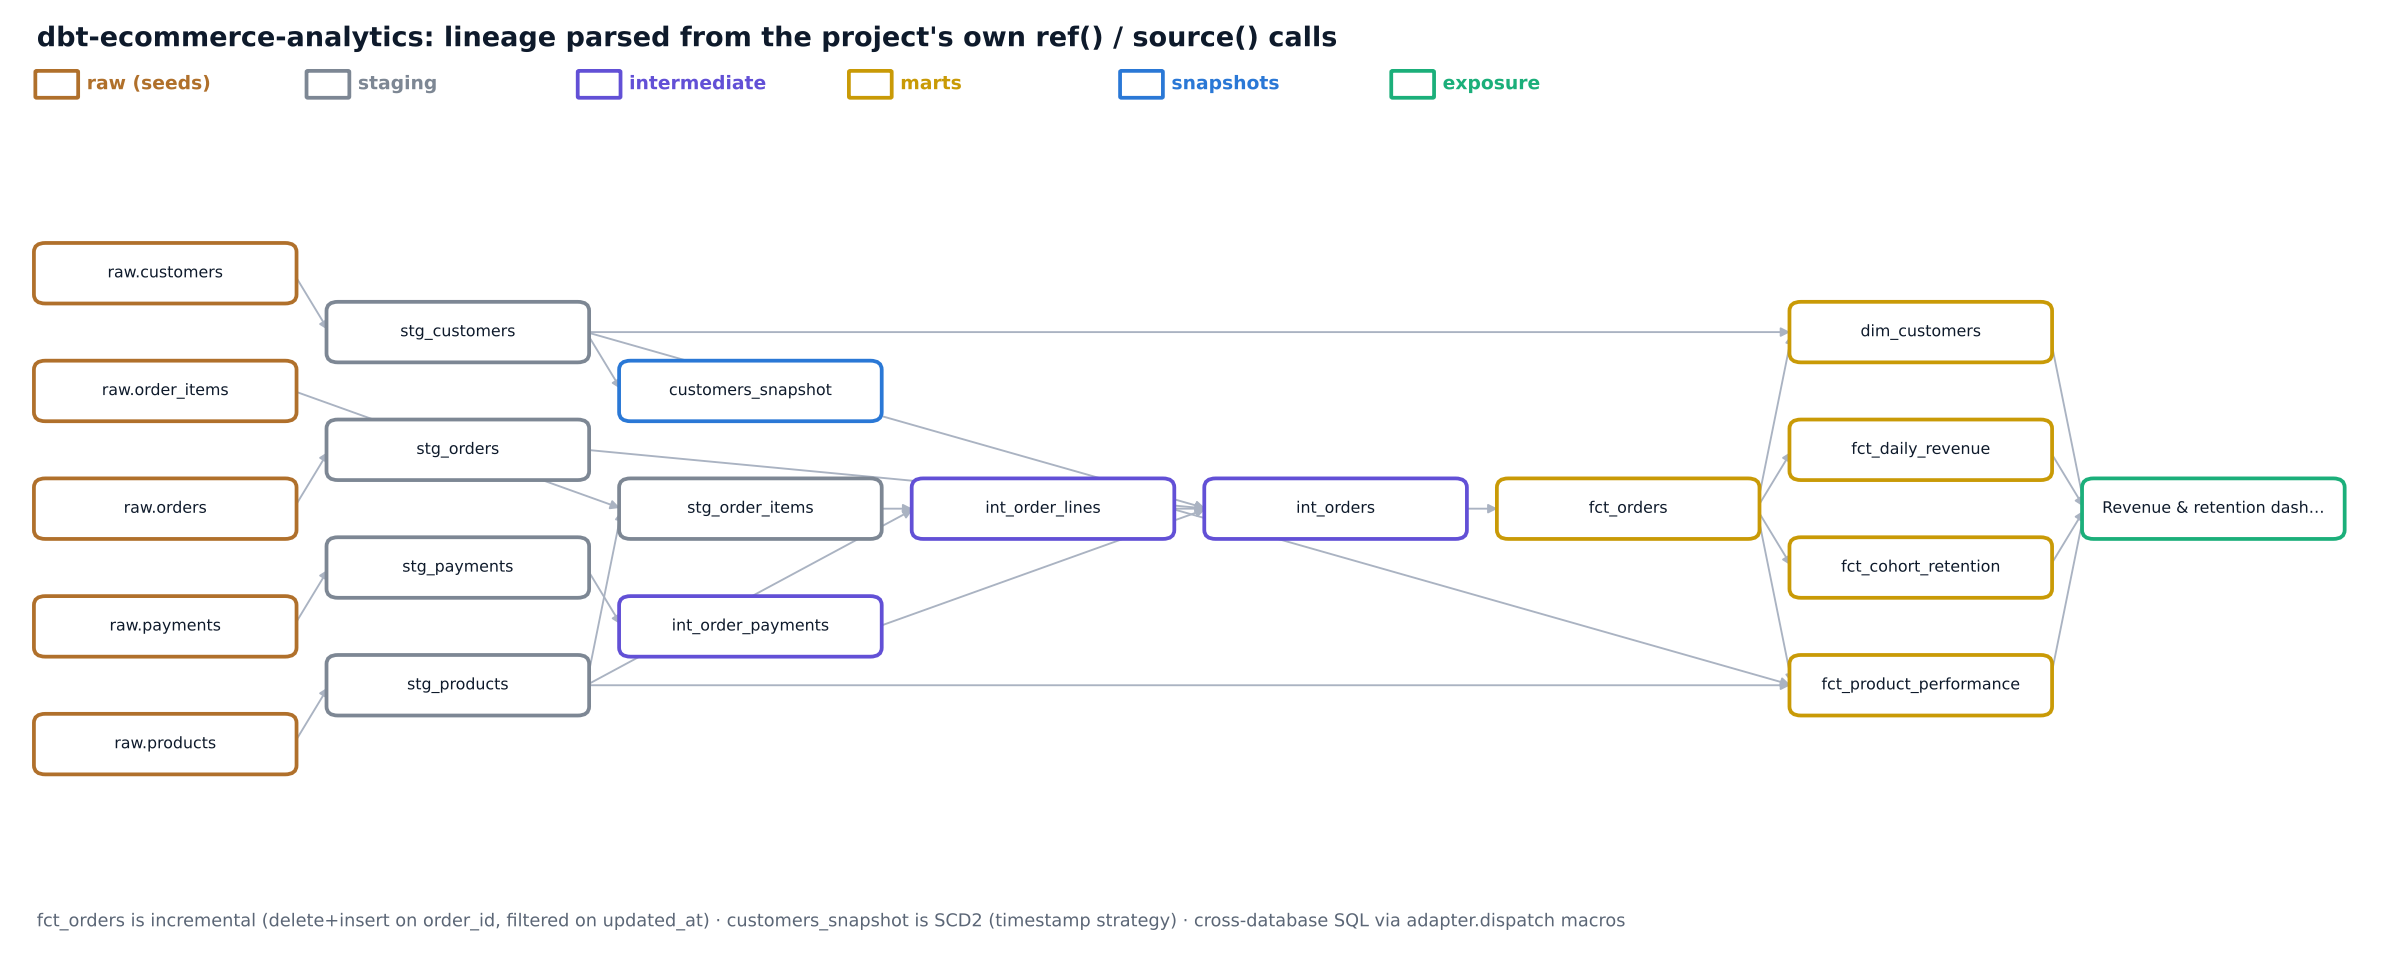 dbt-ecommerce-analytics: lineage parsed from the project's own ref() / source() calls
raw (seeds)
staging
intermediate
marts
snapshots
exposure
raw.customers
stg_customers
dim_customers
raw.order_items
customers_snapshot
stg_orders
fct_daily_revenue
raw.orders
stg_order_items
int_order_lines
int_orders
fct_orders
Revenue & retention dash…
stg_payments
fct_cohort_retention
raw.payments
int_order_payments
stg_products
fct_product_performance
raw.products
fct_orders is incremental (delete+insert on order_id, filtered on updated_at) · customers_snapshot is SCD2 (timestamp strategy) · cross-database SQL via adapter.dispatch macros